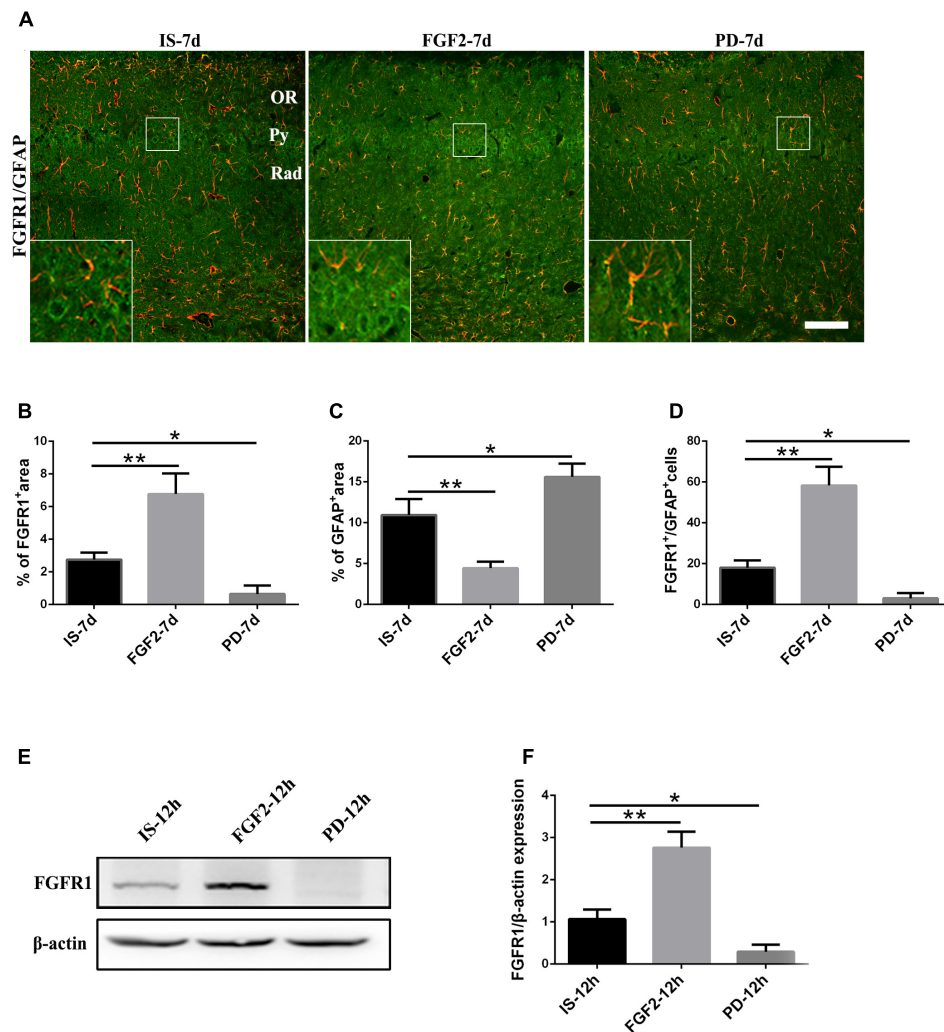 A
IS-7d
FGF2-7d
PD-7d
FGFR1/GFAP
OR
Py
Rad
B
% of FGFR1+area
10
8
6
4
2
0
*
**
IS-7d
FGF2-7d
PD-7d
C
% of GFAP+area
20
15
10
5
0
*
**
IS-7d
FGF2-7d
PD-7d
D
FGFR1+/GFAP+cells
80
60
40
20
0
*
**
IS-7d
FGF2-7d
PD-7d
E
IS-12h
FGF2-12h
PD-12h
FGFR1
β-actin
F
FGFR1/β-actin expression
4
3
2
1
0
*
**
IS-12h
FGF2-12h
PD-12h